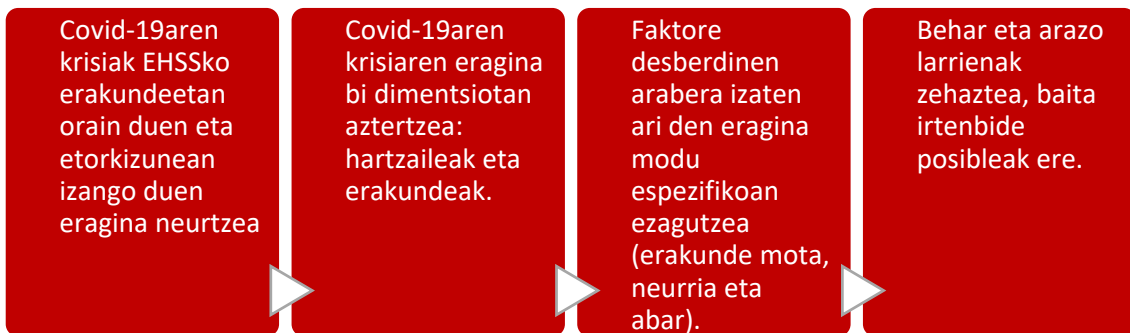 Covid-19aren
krisiak EHSSko
erakundeetan
orain duen eta
etorkizunean
izango duen
eragina neurtzea
Covid-19aren
krisiaren eragina
bi dimentsiotan
aztertzea:
hartzaileak eta
erakundeak.
Faktore
desberdinen
arabera izaten
ari den eragina
modu
espezifikoan
ezagutzea
(erakunde mota,
neurria eta
abar).
Behar eta arazo
larrienak
zehaztea, baita
irtenbide
posibleak ere.